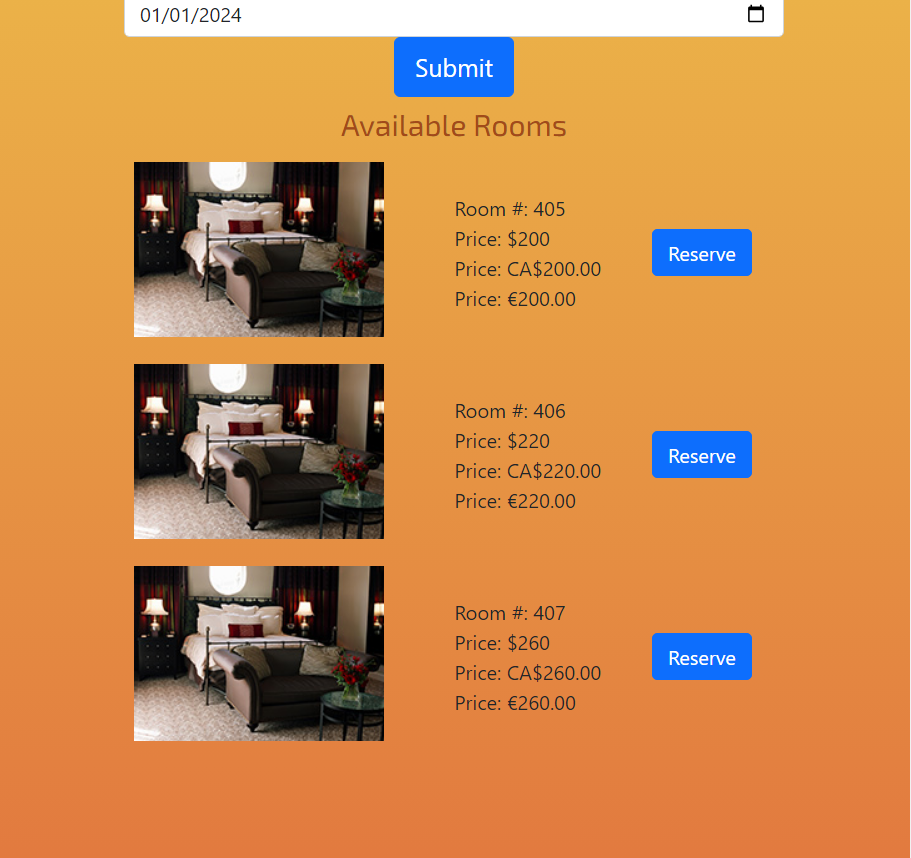 01/01/2024
Submit
Available Rooms
Room #: 405
Price: $200
Price: CA$200.00
Price: €200.00
Reserve
Room #: 406
Price: $220
Price: CA$220.00
Price: €220.00
Reserve
Room #: 407
Price: $260
Price: CA$260.00
Price: €260.00
Reserve